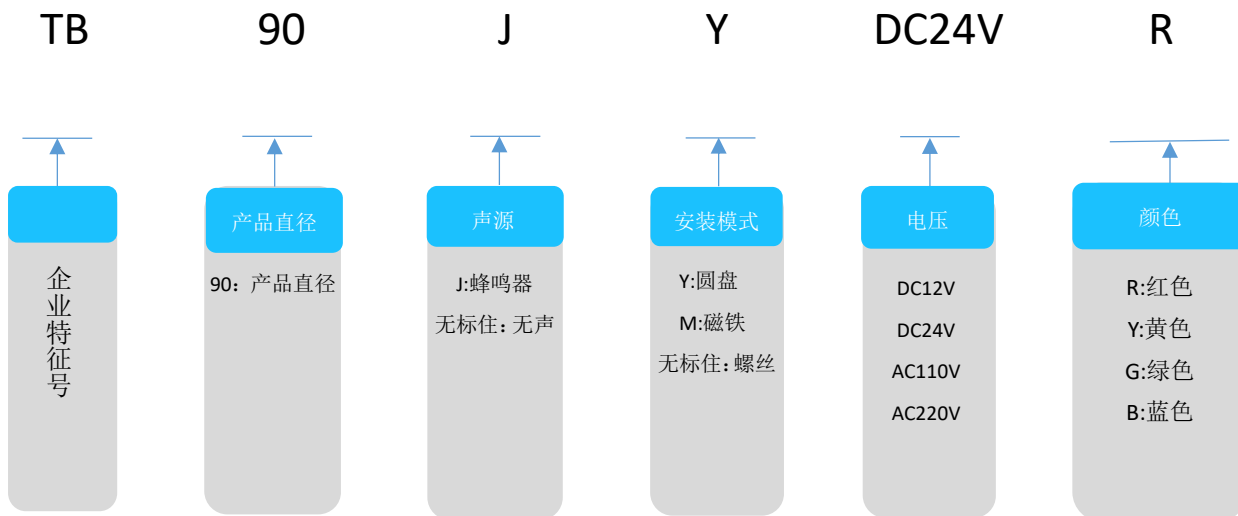 TB 90 J Y DC24V R
产品直径 声源 安装模式 电压 颜色
企业特征号
90：产品直径
J:蜂鸣器
无标住：无声
Y:圆盘
M:磁铁
无标住：螺丝
DC12V
DC24V
AC110V
AC220V
R:红色
Y:黄色
G:绿色
B:蓝色